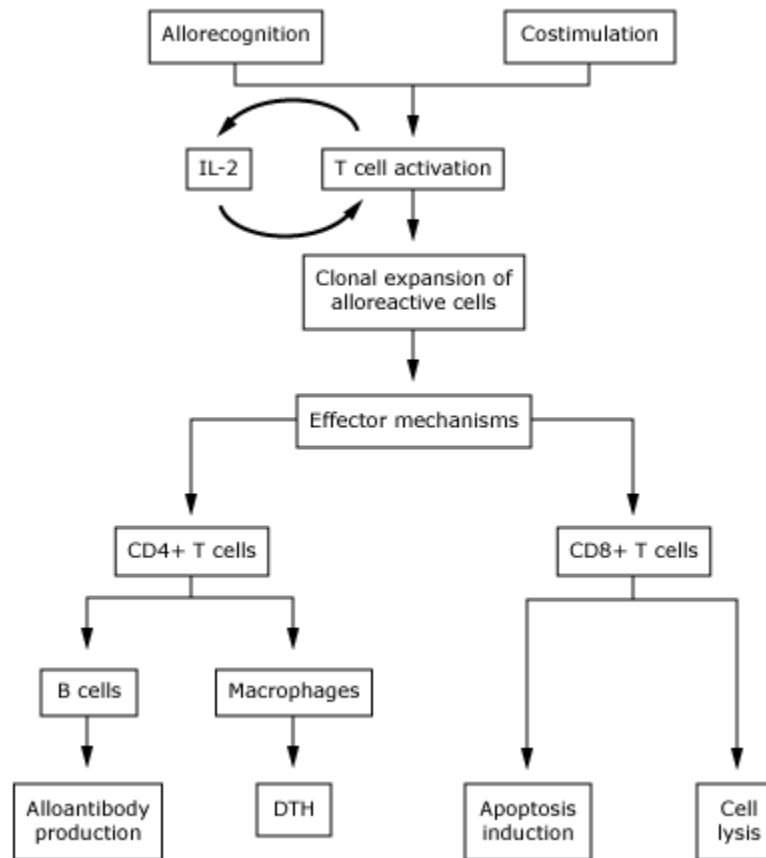 Allorecognition
Costimulation
IL-2
T cell activation
Clonal expansion of
alloreactive cells
Effector mechanisms
CD4+ T cells
CD8+ T cells
B cells
Macrophages
Alloantibody
production
DTH
Apoptosis
induction
Cell
lysis